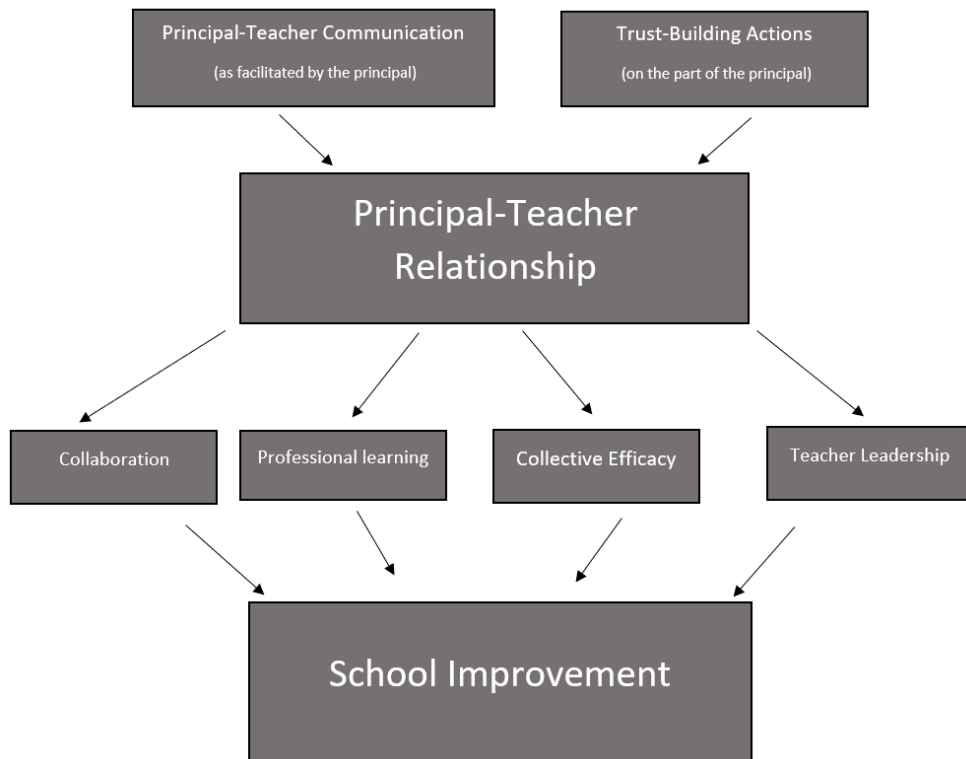 Principal-Teacher Communication
(as facilitated by the principal)
Trust-Building Actions
(on the part of the principal)
Principal-Teacher
Relationship
Collaboration
Professional learning
Collective Efficacy
Teacher Leadership
School Improvement